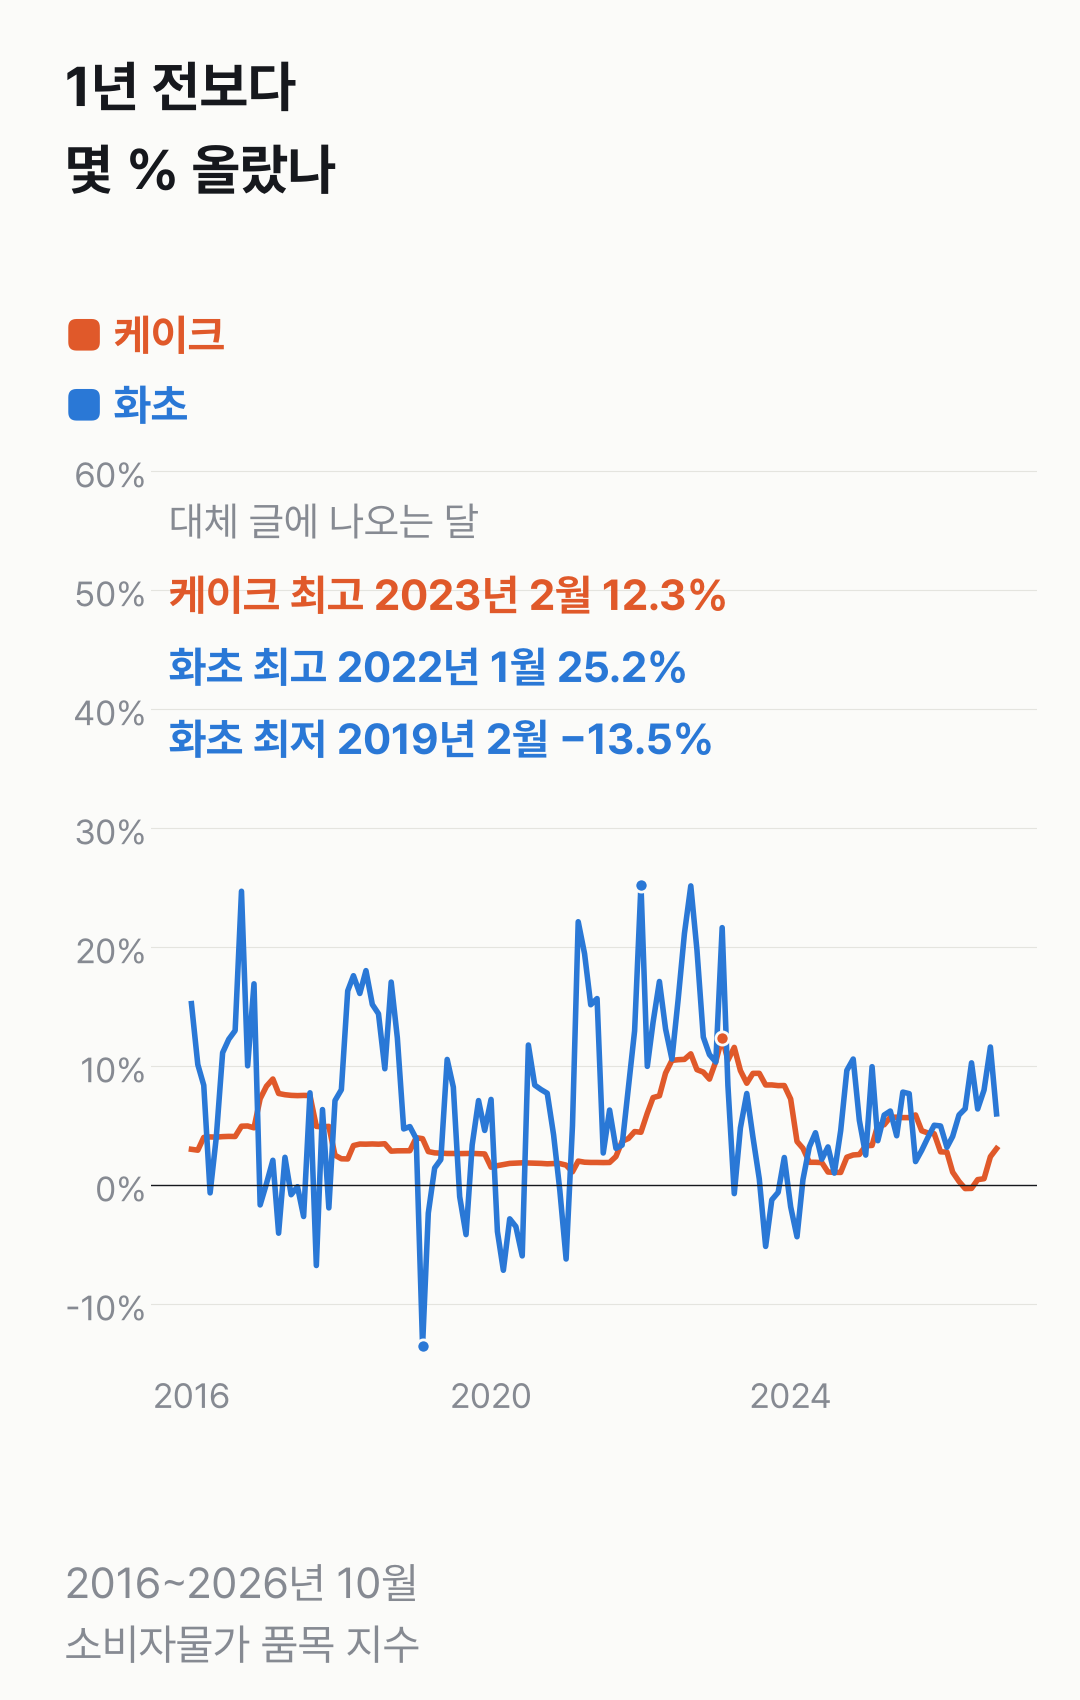 1년 전보다
몇 % 올랐나
케이크
화초
60%
대체 글에 나오는 달
50%
케이크 최고 2023년 2월 12.3%
화초 최고 2022년 1월 25.2%
40%
화초 최저 2019년 2월 −13.5%
30%
20%
10%
0%
-10%
2016 2020 2024
2016~2026년 10월
소비자물가 품목 지수